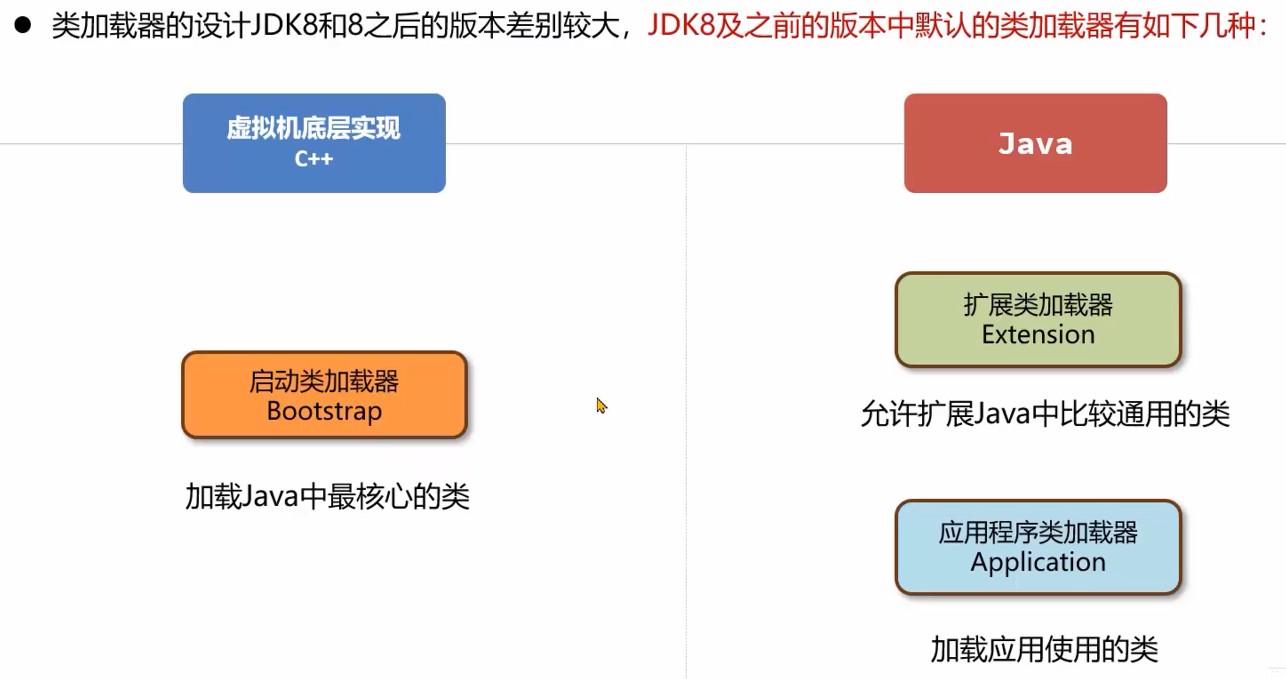 ● 类加载器的设计JDK8和8之后的版本差别较大，JDK8及之前的版本中默认的类加载器有如下几种：
虚拟机底层实现
C++
Java
启动类加载器
Bootstrap
加载Java中最核心的类
扩展类加载器
Extension
允许扩展Java中比较通用的类
应用程序类加载器
Application
加载应用使用的类